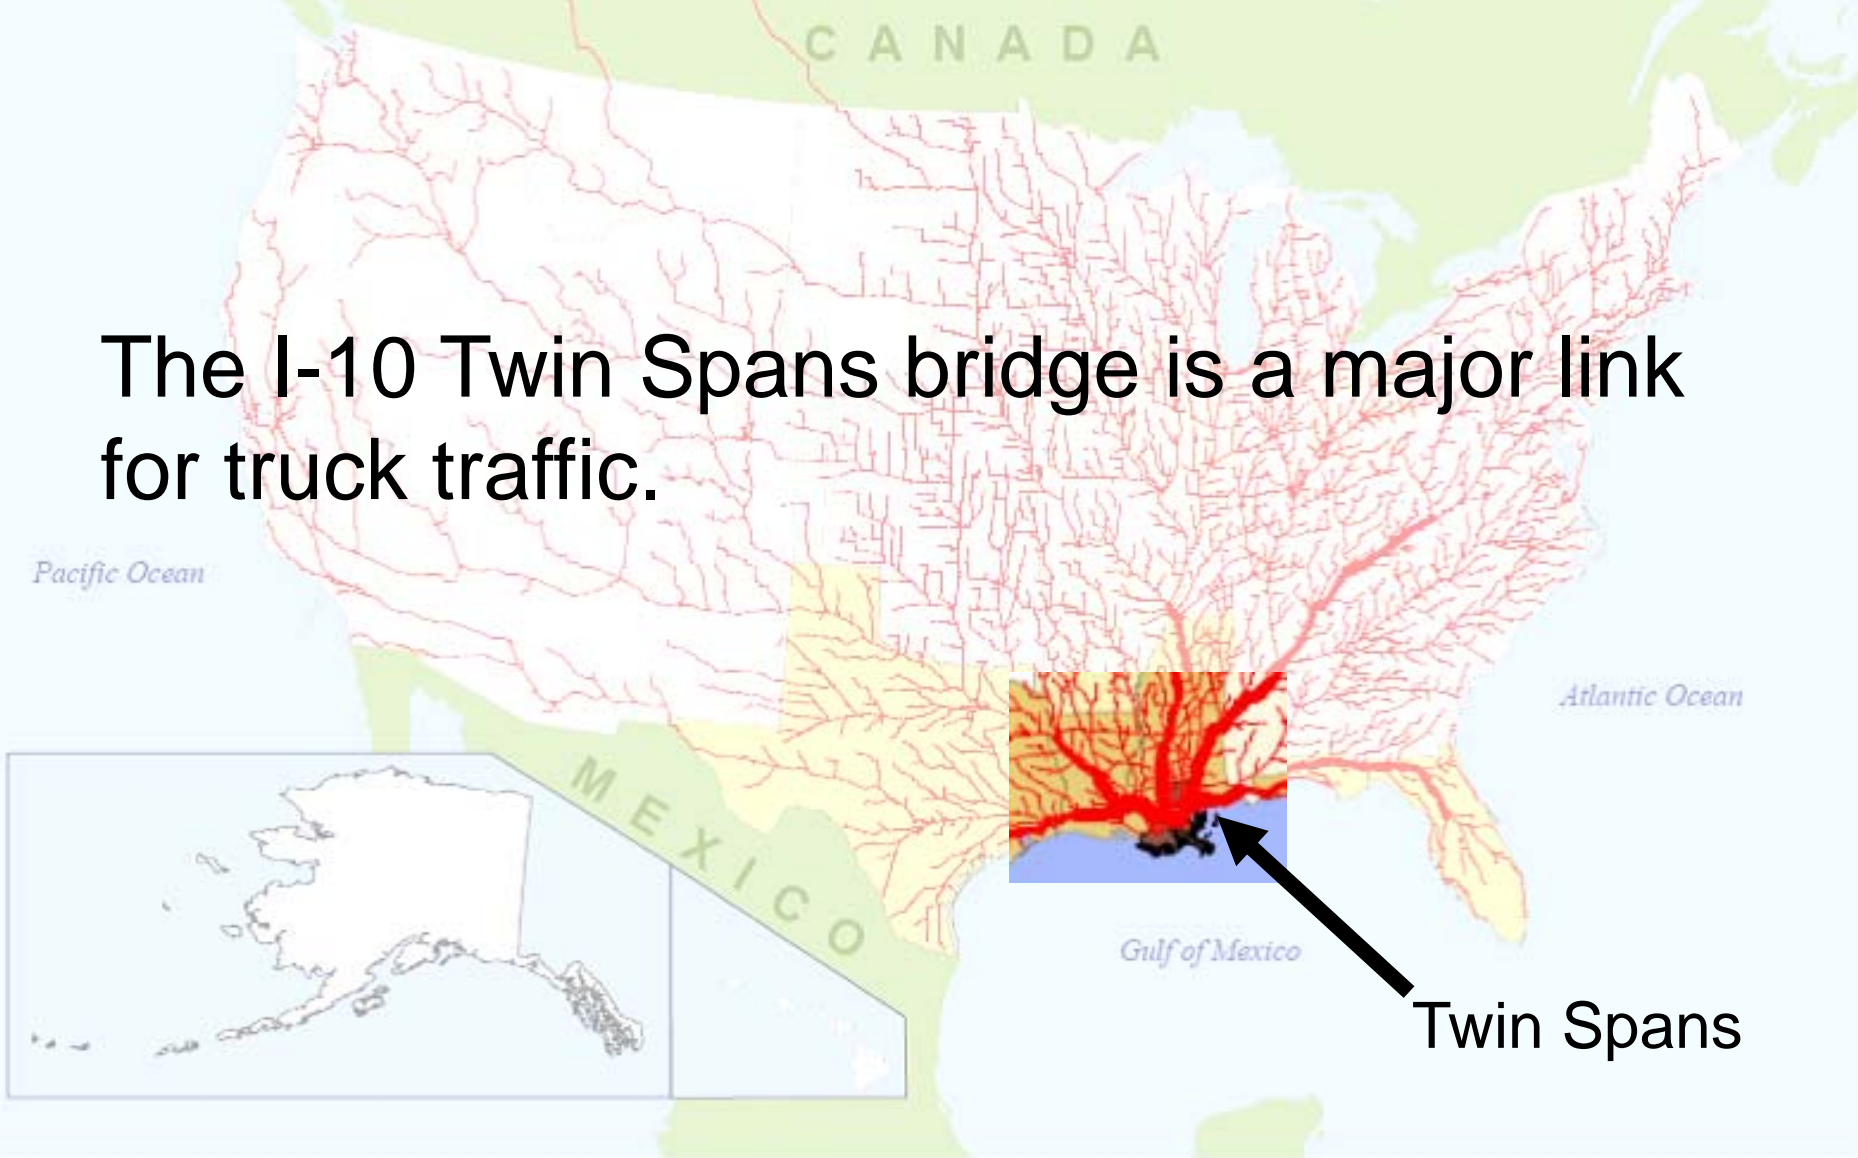 CANADA
The I-10 Twin Spans bridge is a major link
for truck traffic.
Pacific Ocean
Atlantic Ocean
MEXICO
Gulf of Mexico
Twin Spans